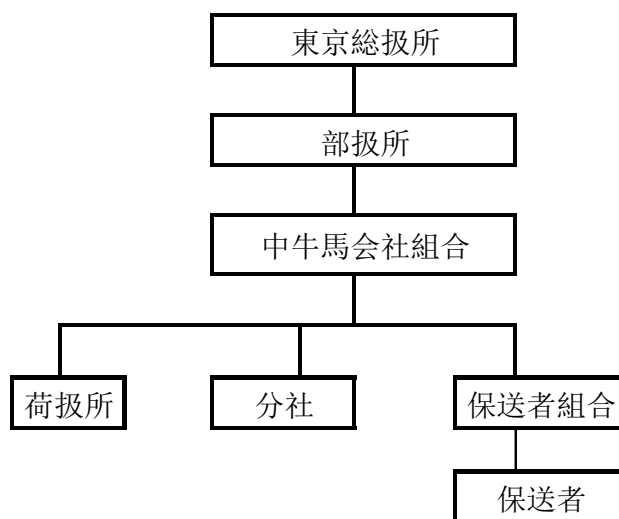 東京総扱所
部扱所
中牛馬会社組合
荷扱所
分社
保送者組合
保送者